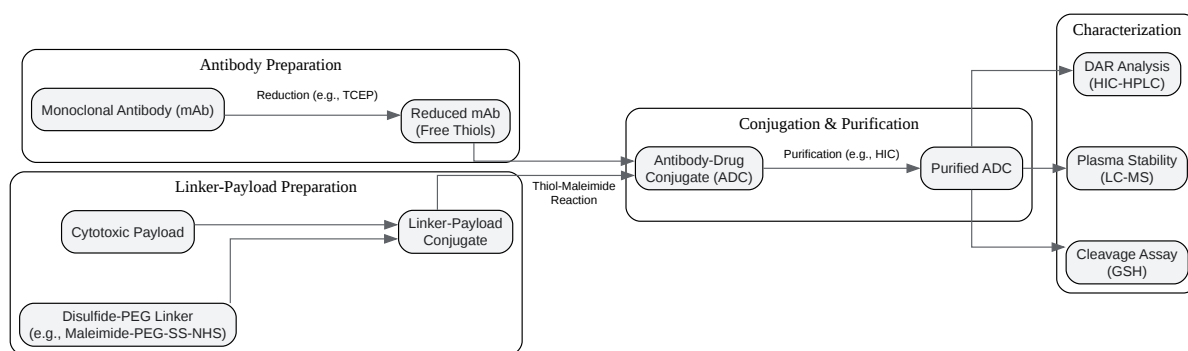 Antibody Preparation
Monoclonal Antibody (mAb)
Reduction (e.g., TCEP)
Reduced mAb
(Free Thiols)
Linker-Payload Preparation
Cytotoxic Payload
Linker-Payload
Conjugate
Disulfide-PEG Linker
(e.g., Maleimide-PEG-SS-NHS)
Thiol-Maleimide
Reaction
Conjugation & Purification
Antibody-Drug
Conjugate (ADC)
Purification (e.g., HIC)
Purified ADC
Characterization
DAR Analysis
(HIC-HPLC)
Plasma Stability
(LC-MS)
Cleavage Assay
(GSH)